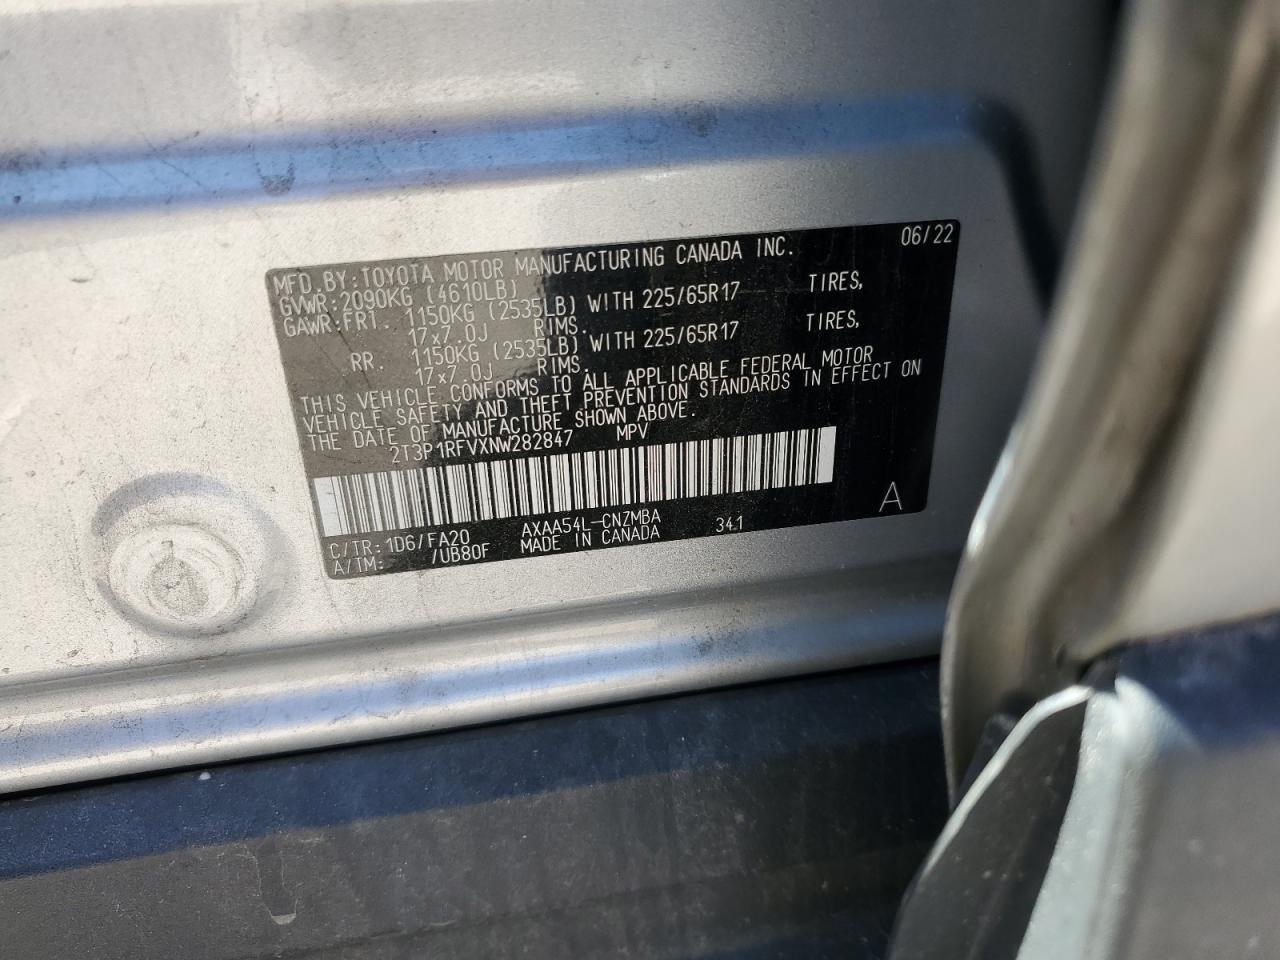 06/22
MFD.BY:TOYOTA MOTOR MANUFACTURING CANADA INC.
GVWR:2090KG (4610LB)
GAWR:FRT. 1150KG (2535LB) WITH 225/65R17 TIRES,
17x7.0J RIMS.
RR. 1150KG (2535LB) WITH 225/65R17 TIRES,
17x7.0J RIMS.
THIS VEHICLE CONFORMS TO ALL APPLICABLE FEDERAL MOTOR
VEHICLE SAFETY AND THEFT PREVENTION STANDARDS IN EFFECT ON
THE DATE OF MANUFACTURE SHOWN ABOVE.
2T3P1RFVXNW282847 MPV
C/TR:1D6/FA20 AXAA54L-CNZMBA 341 A
A/TM: /UB80F MADE IN CANADA